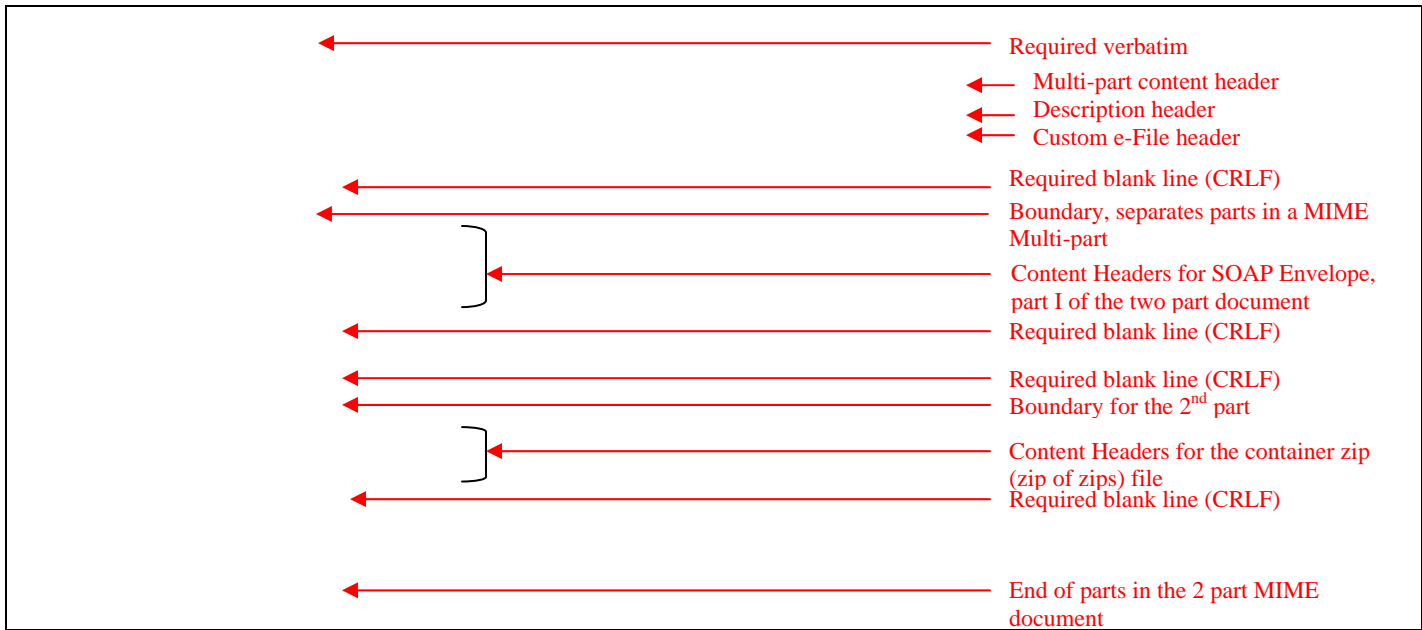 Required verbatim
Multi-part content header
Description header
Custom e-File header
Required blank line (CRLF)
Boundary, separates parts in a MIME
Multi-part
Content Headers for SOAP Envelope,
part I of the two part document
Required blank line (CRLF)
Required blank line (CRLF)
Boundary for the 2nd part
Content Headers for the container zip
(zip of zips) file
Required blank line (CRLF)
End of parts in the 2 part MIME
document